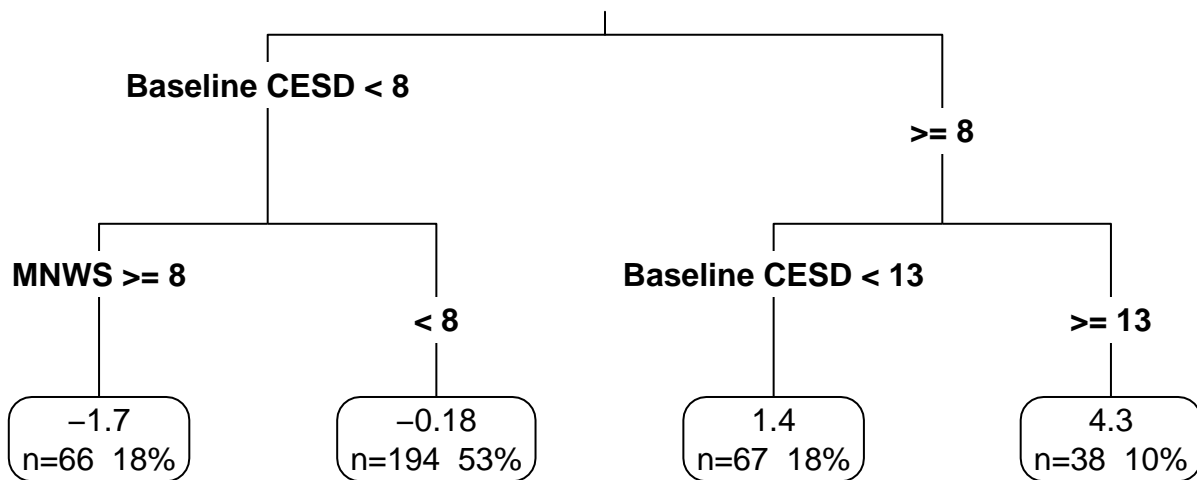 Baseline CESD < 8
>= 8
MNWS >= 8
< 8
Baseline CESD < 13
>= 13
−1.7
n=66 18%
−0.18
n=194 53%
1.4
n=67 18%
4.3
n=38 10%